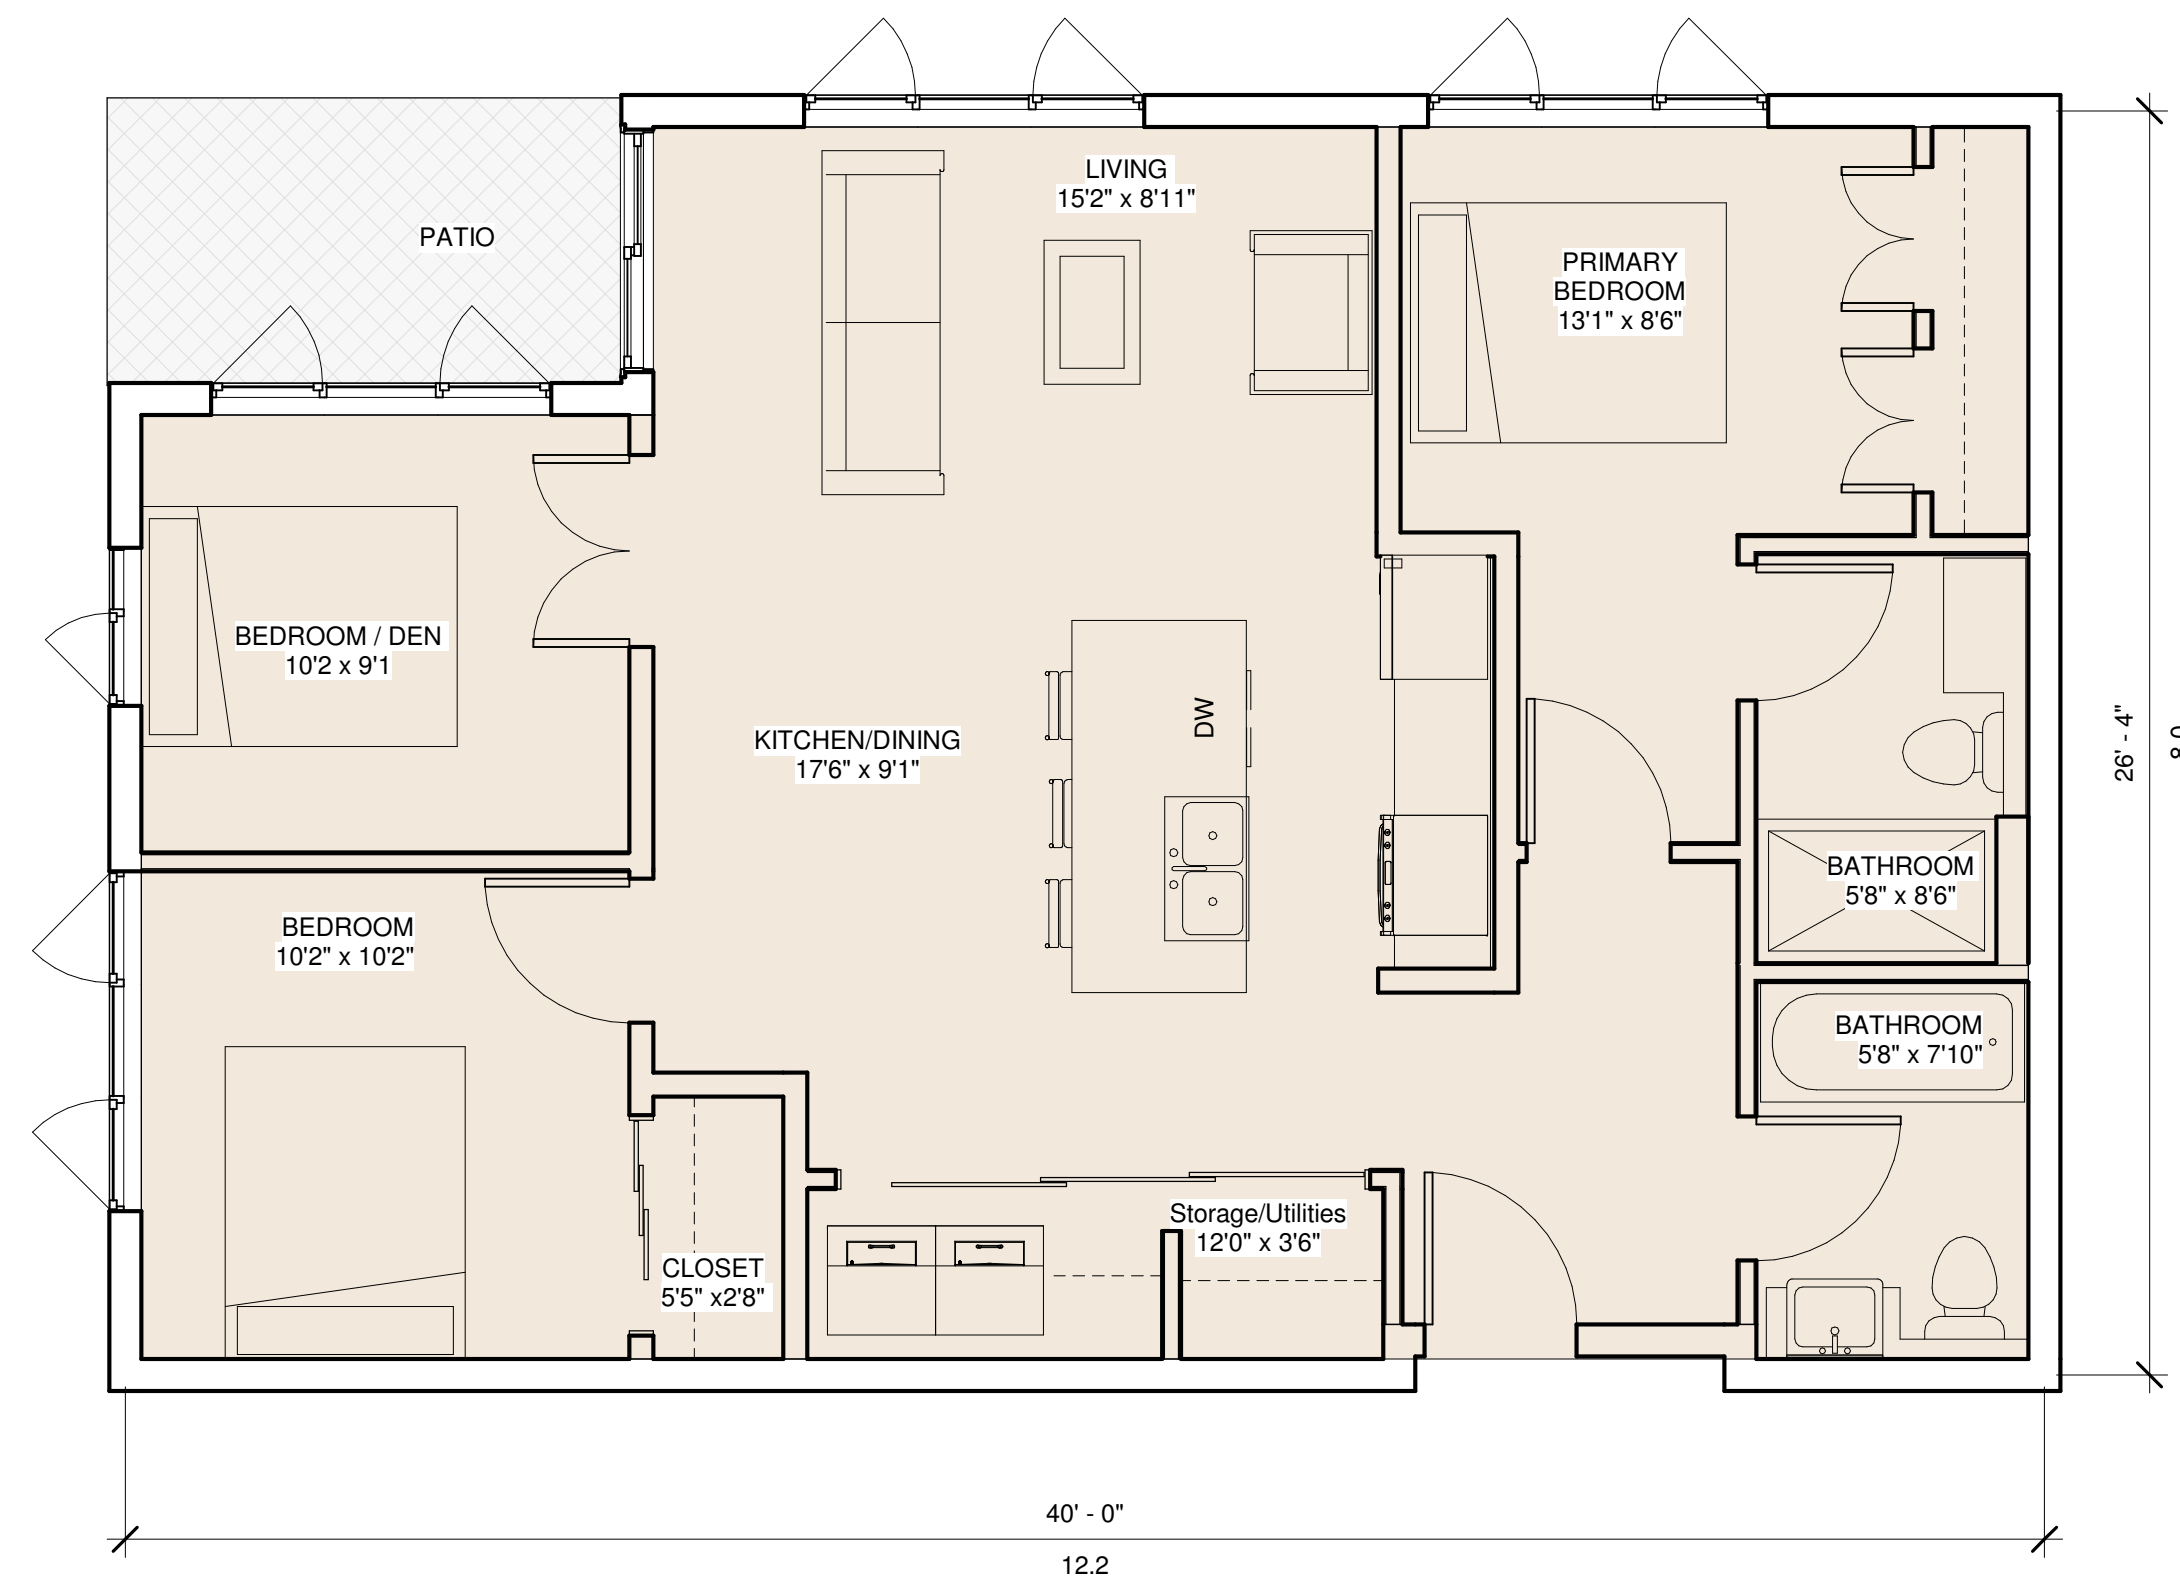 LIVING
15'2" x 8'11"
PATIO
PRIMARY
BEDROOM
13'1" x 8'6"
BEDROOM / DEN
10'2 x 9'1
KITCHEN/DINING
17'6" x 9'1"
DW
26' - 4"
BATHROOM
5'8" x 8'6"
BEDROOM
10'2" x 10'2"
BATHROOM
5'8" x 7'10"
Storage/Utilities
12'0" x 3'6"
CLOSET
5'5" x2'8"
40' - 0"
12.2